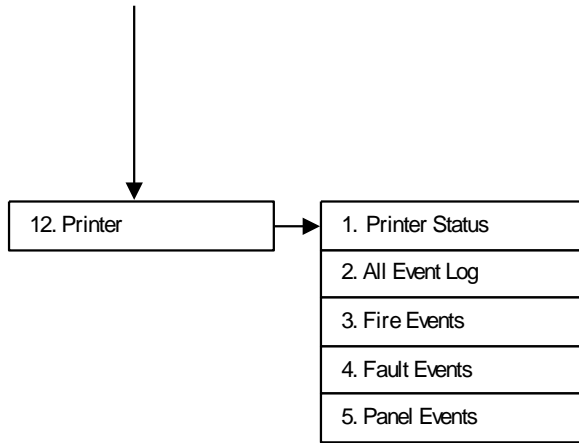 12. Printer
1. Printer Status
2. All Event Log
3. Fire Events
4. Fault Events
5. Panel Events